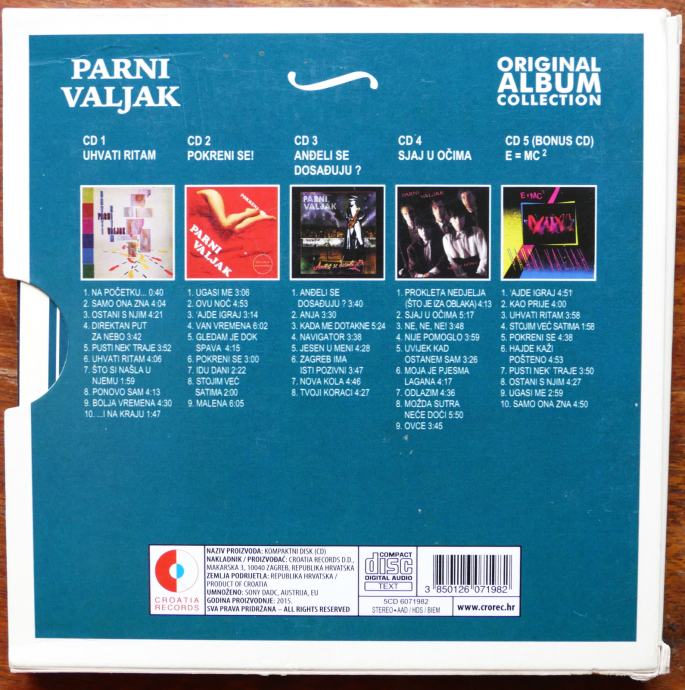 PARNI
VALJAK
ORIGINAL
ALBUM
COLLECTION
CD 1
UHVATI RITAM
CD 2
POKRENI SE!
CD 3
ANĐELI SE
DOSAĐUJU ?
CD 4
SJAJ U OČIMA
CD 5 (BONUS CD)
E = MC 2
PARNI
VALJAK
PARNI
VALJAK
PARNI VALJAK
E=MC²
1. NA POČETKU... 0:40
2. SAMO ONA ZNA 4:04
3. OSTANI S NJIM 4:21
4. DIREKTAN PUT
ZA NEBO 3:42
5. PUSTI NEK' TRAJE 3:52
6. UHVATI RITAM 4:06
7. ŠTO SI NAŠLA U
NJEMU 1:59
8. PONOVO SAM 4:13
9. BOLJA VREMENA 4:30
10. ...I NA KRAJU 1:47
1. UGASI ME 3:06
2. OVU NOĆ 4:53
3. 'AJDE IGRAJ 3:14
4. VAN VREMENA 6:02
5. GLEDAM JE DOK
SPAVA 4:15
6. POKRENI SE 3:00
7. IDU DANI 2:22
8. STOJIM VEĆ
SATIMA 2:00
9. MALENA 6:05
1. ANĐELI SE
DOSAĐUJU ? 3:40
2. ANJA 3:30
3. KADA ME DOTAKNE 5:24
4. NAVIGATOR 3:38
5. JESEN U MENI 4:28
6. ZAGREB IMA
ISTI POZIVNI 3:47
7. NOVA KOLA 4:46
8. TVOJI KORACI 4:27
1. PROKLETA NEDJELJA
(ŠTO JE IZA OBLAKA) 4:13
2. SJAJ U OČIMA 5:17
3. NE, NE, NE! 3:48
4. NIJE POMOGLO 3:59
5. UVIJEK KAD
OSTANEM SAM 3:26
6. MOJA JE PJESMA
LAGANA 4:17
7. ODLAZIM 4:36
8. MOŽDA SUTRA
NEĆE DOĆI 5:50
9. OVCE 3:45
1. 'AJDE IGRAJ 4:51
2. KAO PRIJE 4:00
3. UHVATI RITAM 3:58
4. STOJIM VEĆ SATIMA 1:58
5. POKRENI SE 4:38
6. HAJDE KAŽI
POŠTENO 4:53
7. PUSTI NEK' TRAJE 3:50
8. OSTANI S NJIM 4:27
9. UGASI ME 2:59
10. SAMO ONA ZNA 4:50
CROATIA
RECORDS
NAZIV PROIZVODA: KOMPAKTNI DISK (CD)
NAKLADNIK / PROIZVOĐAČ: CROATIA RECORDS D.D.,
MAKARSKA 3, 10040 ZAGREB, REPUBLIKA HRVATSKA
ZEMLJA PODRIJETLA: REPUBLIKA HRVATSKA /
PRODUCT OF CROATIA
UMNOŽENO: SONY DADC, AUSTRIJA, EU
GODINA PROIZVODNJE: 2015.
SVA PRAVA PRIDRŽANA – ALL RIGHTS RESERVED
COMPACT
disc
DIGITAL AUDIO
TEXT
3 850126 071982
5CD 6071982
STEREO • AAD / HDS / BIEM
www.crorec.hr